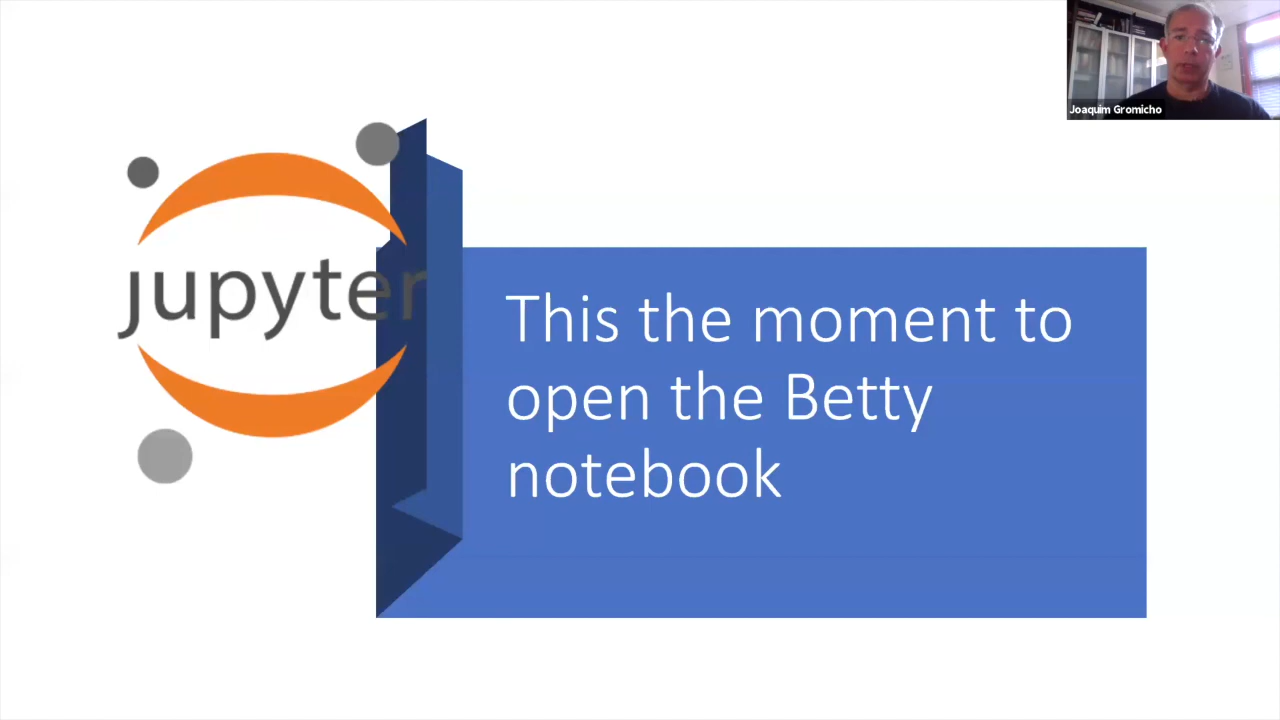 Joaquim Gromicho
jupyter
This the moment to
open the Betty
notebook